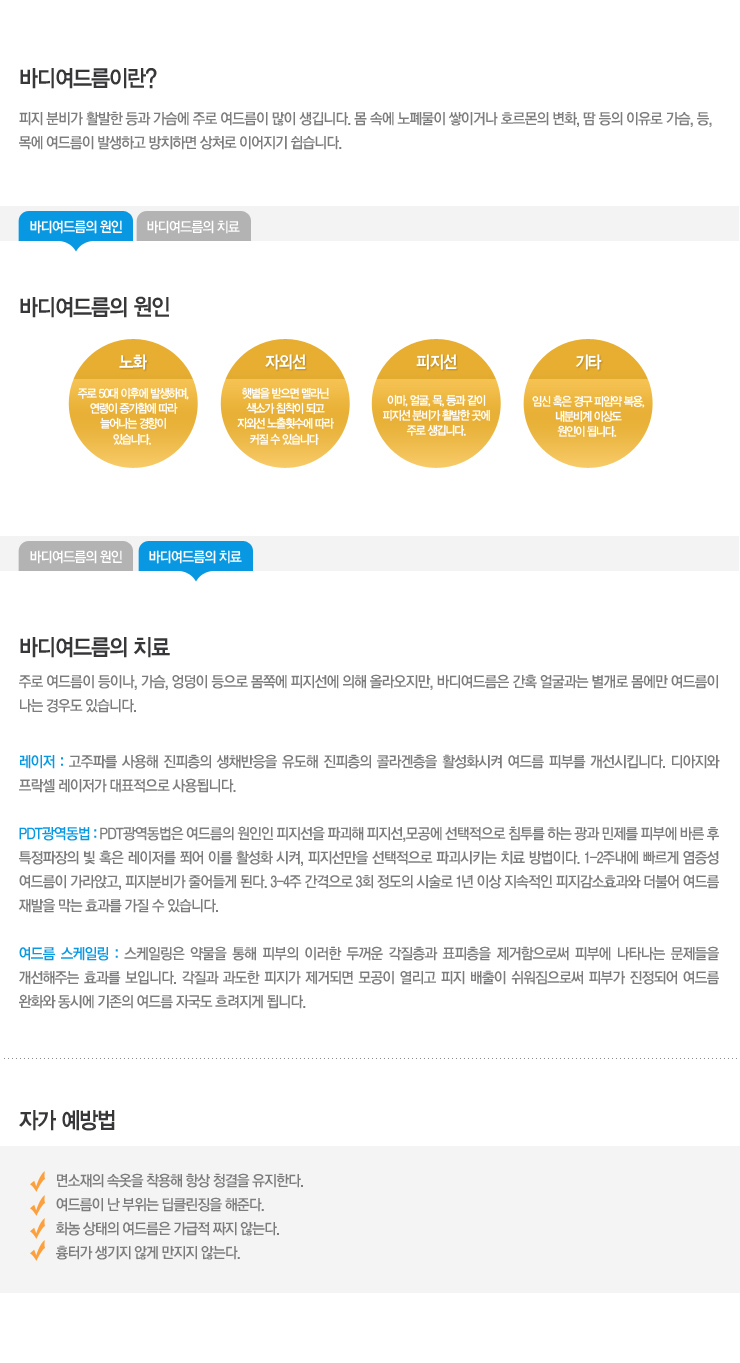 바디여드름이란?
피지 분비가 활발한 등과 가슴에 주로 여드름이 많이 생깁니다. 몸 속에 노폐물이 쌓이거나 호르몬의 변화, 땀 등의 이유로 가슴, 등,
목에 여드름이 발생하고 방치하면 상처로 이어지기 쉽습니다.
바디여드름의 원인 바디여드름의 치료
바디여드름의 원인
노화
주로 50대 이후에 발생하며,
연령이 증가함에 따라
늘어나는 경향이
있습니다.
자외선
햇볕을 받으면 멜라닌
색소가 침착이 되고
자외선 노출횟수에 따라
커질 수 있습니다
피지선
이마, 얼굴, 목, 등과 같이
피지선 분비가 활발한 곳에
주로 생깁니다.
기타
임신 혹은 경구 피임약 복용,
내분비계 이상도
원인이 됩니다.
바디여드름의 원인 바디여드름의 치료
바디여드름의 치료
주로 여드름이 등이나, 가슴, 엉덩이 등으로 몸쪽에 피지선에 의해 올라오지만, 바디여드름은 간혹 얼굴과는 별개로 몸에만 여드름이
나는 경우도 있습니다.
레이저 : 고주파를 사용해 진피층의 생채반응을 유도해 진피층의 콜라겐층을 활성화시켜 여드름 피부를 개선시킵니다. 디아지와
프락셀 레이저가 대표적으로 사용됩니다.
PDT광역동법 : PDT광역동법은 여드름의 원인인 피지선을 파괴해 피지선,모공에 선택적으로 침투를 하는 광과 민제를 피부에 바른 후
특정파장의 빛 혹은 레이저를 쬐어 이를 활성화 시켜, 피지선만을 선택적으로 파괴시키는 치료 방법이다. 1-2주내에 빠르게 염증성
여드름이 가라앉고, 피지분비가 줄어들게 된다. 3-4주 간격으로 3회 정도의 시술로 1년 이상 지속적인 피지감소효과와 더불어 여드름
재발을 막는 효과를 가질 수 있습니다.
여드름 스케일링 : 스케일링은 약물을 통해 피부의 이러한 두꺼운 각질층과 표피층을 제거함으로써 피부에 나타나는 문제들을
개선해주는 효과를 보입니다. 각질과 과도한 피지가 제거되면 모공이 열리고 피지 배출이 쉬워짐으로써 피부가 진정되어 여드름
완화와 동시에 기존의 여드름 자국도 흐려지게 됩니다.
자가 예방법
면소재의 속옷을 착용해 항상 청결을 유지한다.
여드름이 난 부위는 딥클린징을 해준다.
화농 상태의 여드름은 가급적 짜지 않는다.
흉터가 생기지 않게 만지지 않는다.